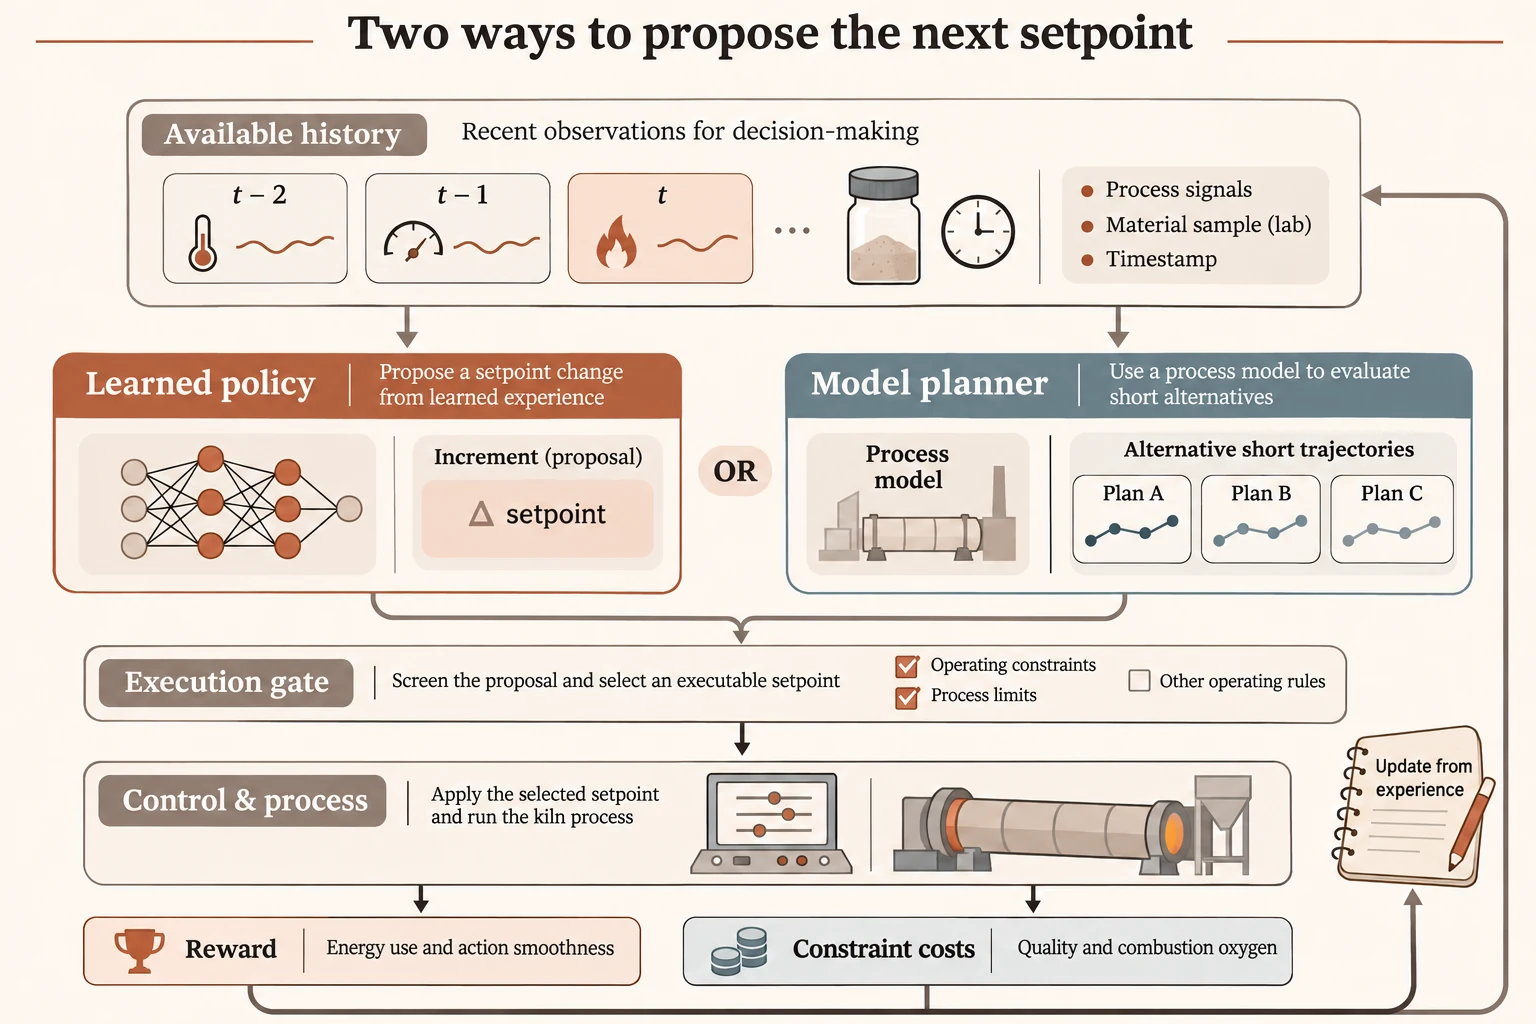 Two ways to propose the next setpoint
Available history
Recent observations for decision-making
t – 2
t – 1
t
...
Process signals
Material sample (lab)
Timestamp
Learned policy
Propose a setpoint change
from learned experience
Increment (proposal)
Δ setpoint
OR
Model planner
Use a process model to evaluate
short alternatives
Process
model
Alternative short trajectories
Plan A
Plan B
Plan C
Execution gate
Screen the proposal and select an executable setpoint
Operating constraints
Process limits
Other operating rules
Control & process
Apply the selected setpoint
and run the kiln process
Update from
experience
Reward
Energy use and action smoothness
Constraint costs
Quality and combustion oxygen